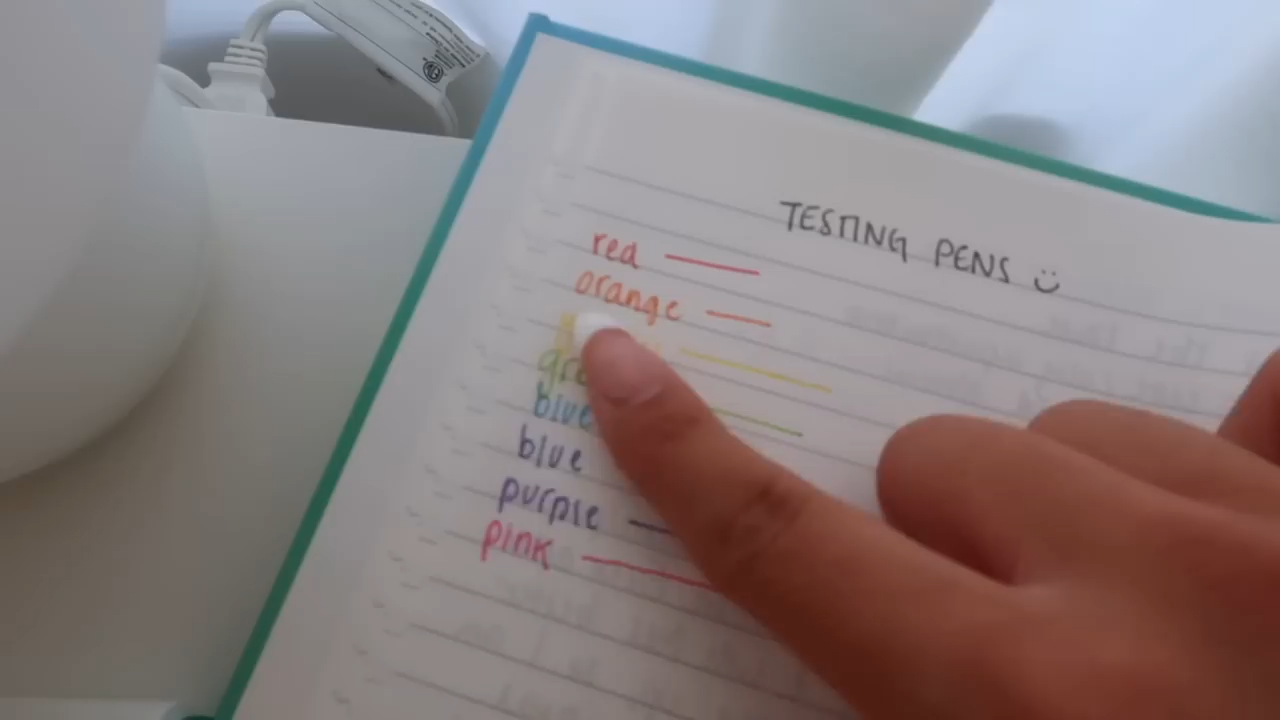 TESTING PENS
red
orange
blue
blue
purple
pink